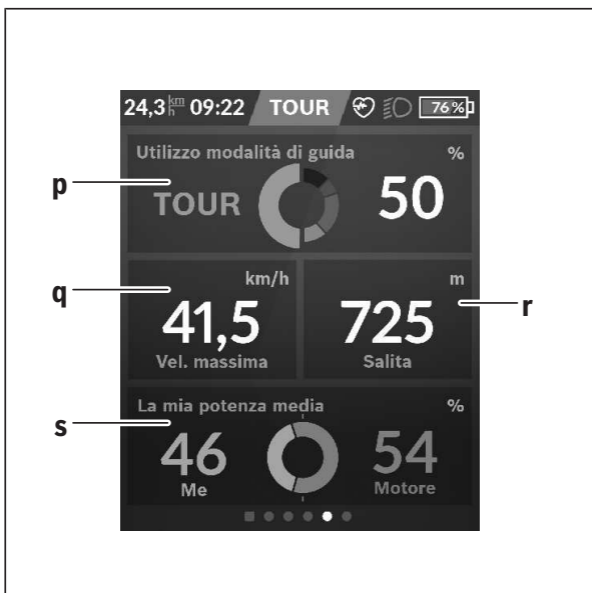 24,3 km/h 09:22 TOUR 76%
Utilizzo modalità di guida %
p
TOUR 50
q
km/h
41,5
Vel. massima
m
725
Salita
r
La mia potenza media %
s
46 54
Me Motore